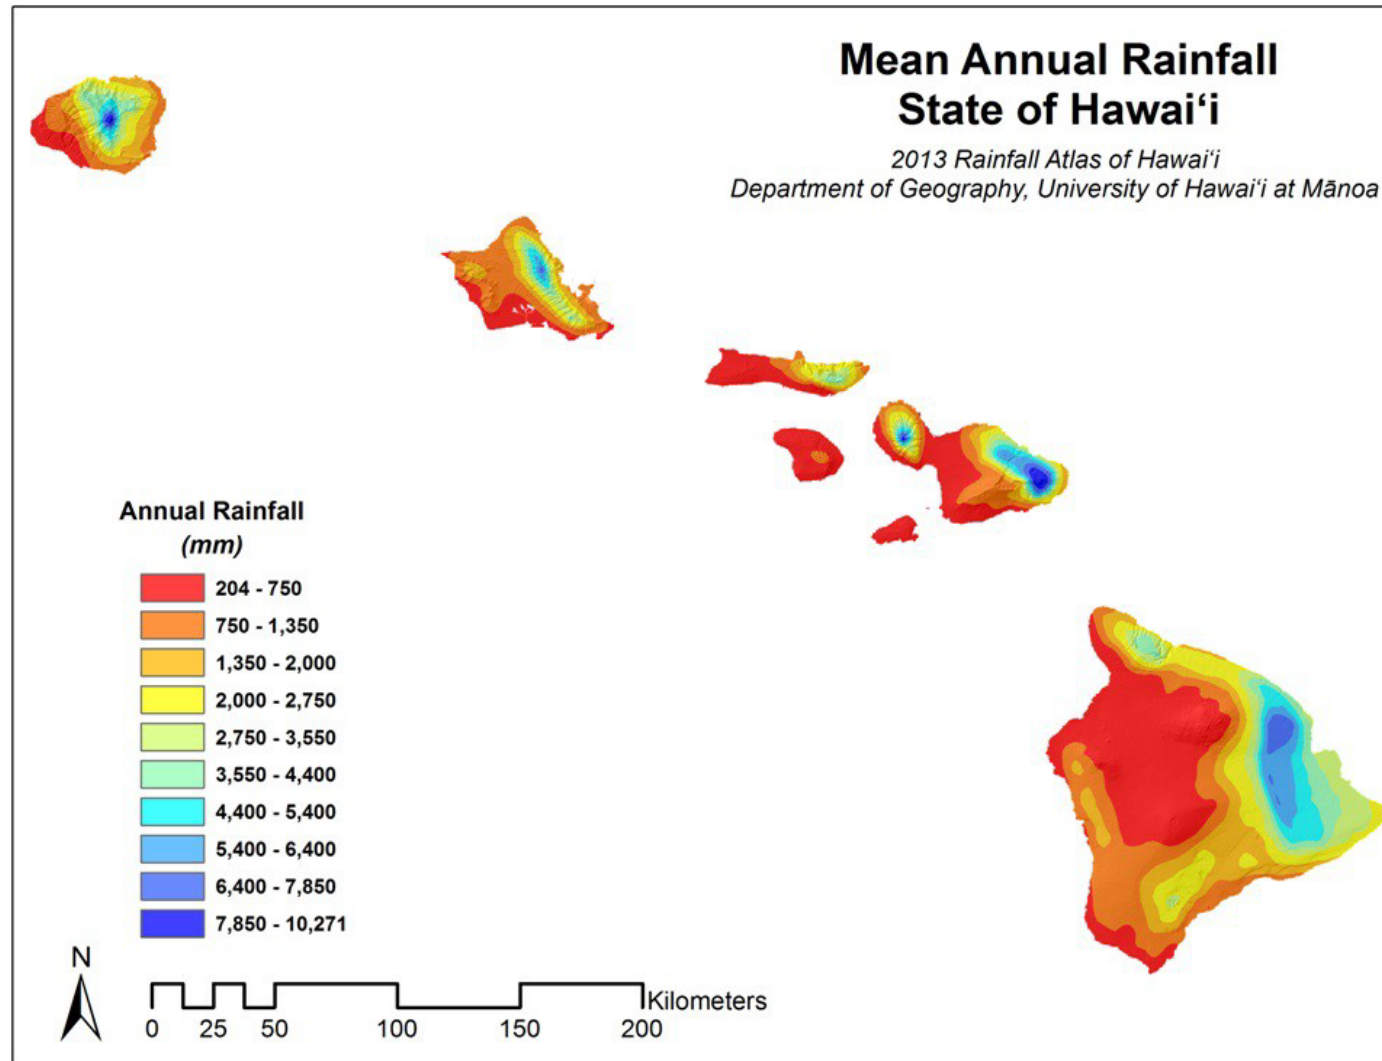 Mean Annual Rainfall
State of Hawai‘i
2013 Rainfall Atlas of Hawai‘i
Department of Geography, University of Hawai‘i at Mānoa
Annual Rainfall
(mm)
204 - 750
750 - 1,350
1,350 - 2,000
2,000 - 2,750
2,750 - 3,550
3,550 - 4,400
4,400 - 5,400
5,400 - 6,400
6,400 - 7,850
7,850 - 10,271
N
Kilometers
0 25 50 100 150 200